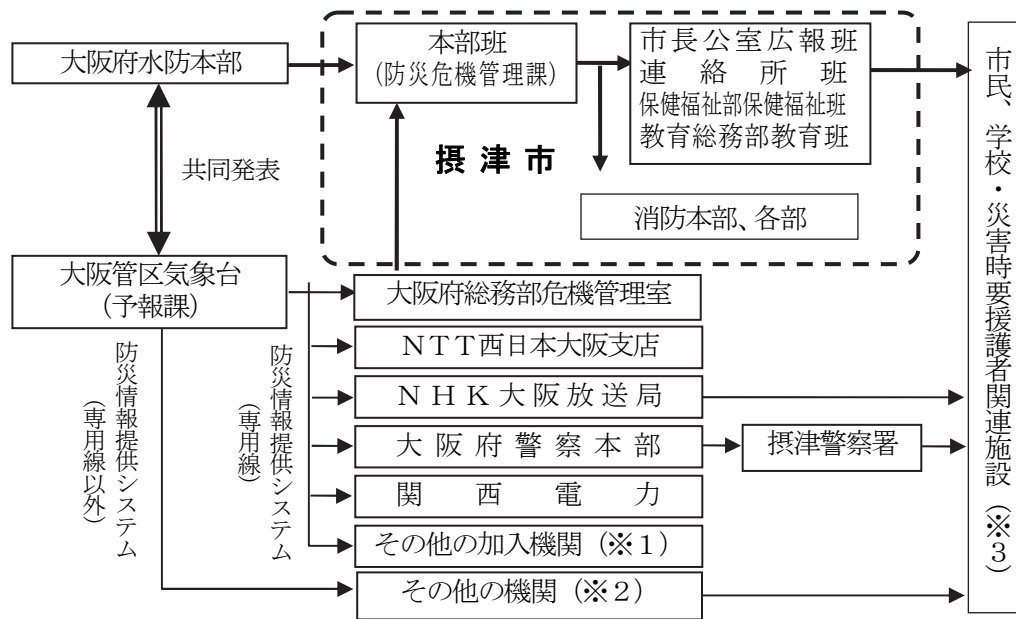 大阪府水防本部
本部班
(防災危機管理課)
市長公室広報班
連絡所班
保健福祉部保健福祉班
教育総務部教育班
摂津市
共同発表
消防本部、各部
大阪管区気象台
(予報課)
大阪府総務部危機管理室
NTT西日本大阪支店
NHK大阪放送局
大阪府警察本部
摂津警察署
関西電力
その他の加入機関(※1)
その他の機関(※2)
防災情報提供システム
(専用線以外)
防災情報提供システム
(専用線)
市民、学校・災害時要援護者関連施設(※3)